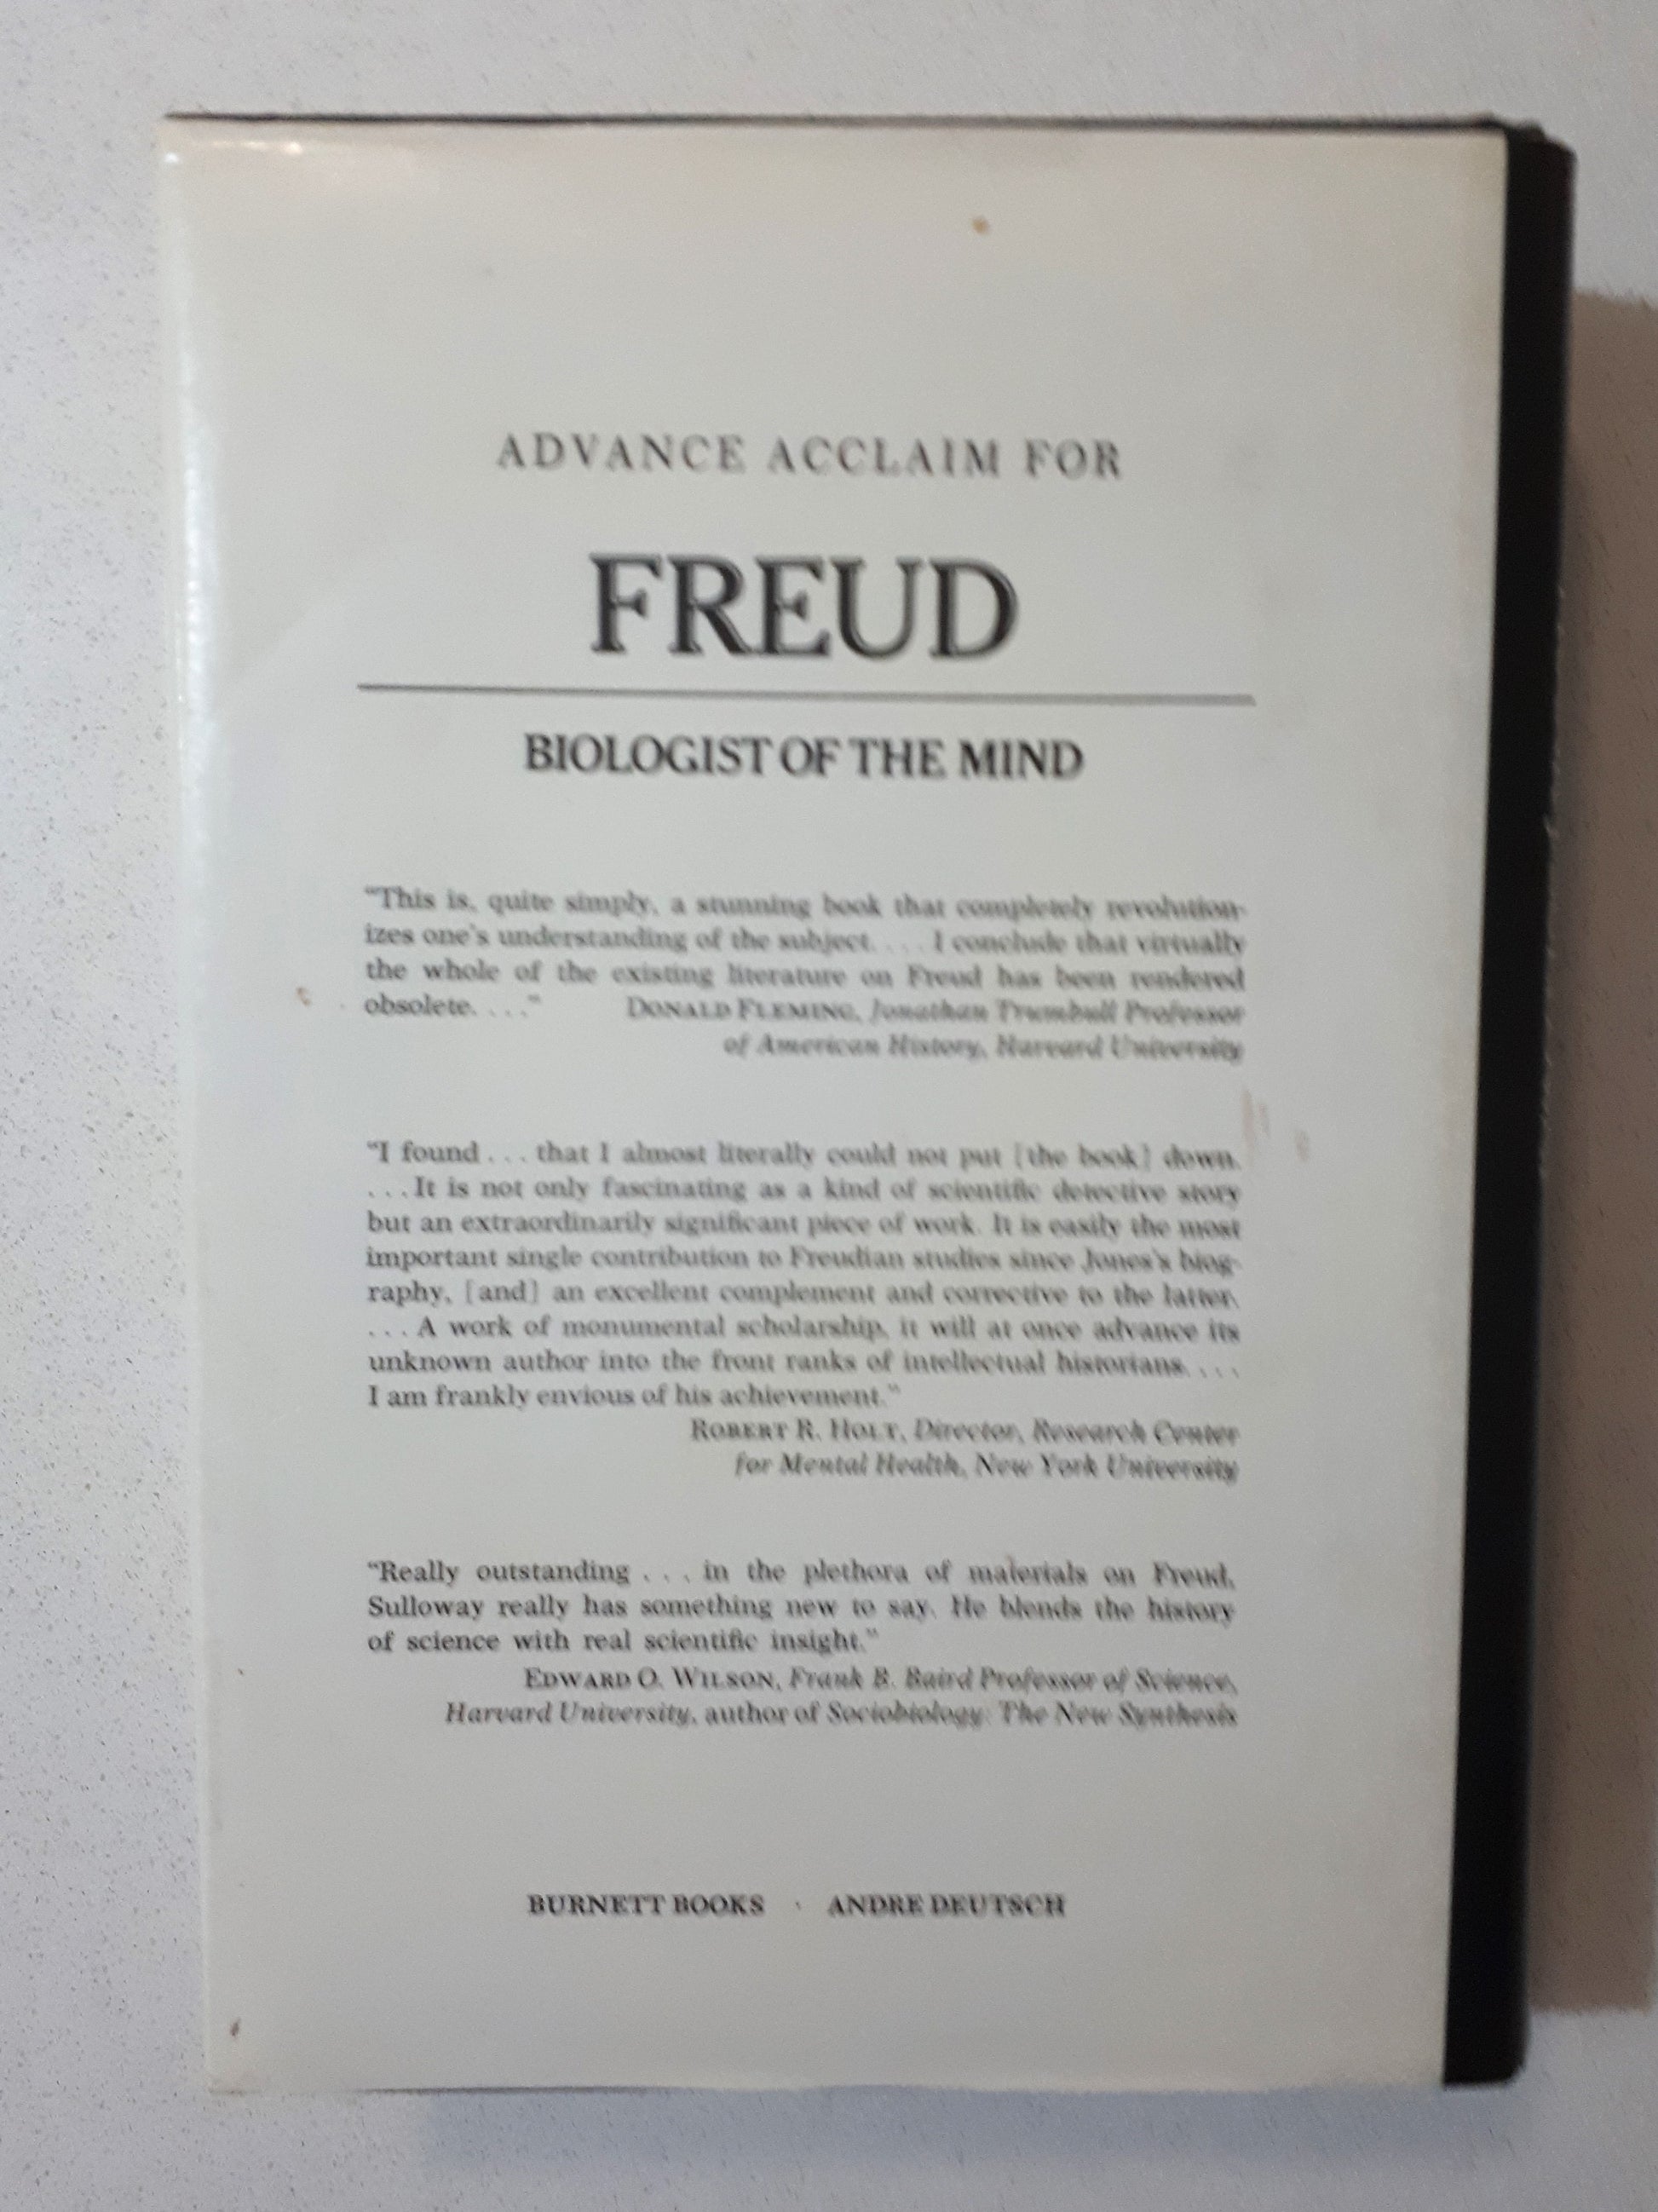 ADVANCE ACCLAIM FOR
FREUD
BIOLOGIST OF THE MIND
“This is, quite simply, a stunning book that completely revolution-
izes one’s understanding of the subject. . . . I conclude that virtually
the whole of the existing literature on Freud has been rendered
obsolete. . . .” DONALD FLEMING, Jonathan Trumbull Professor
of American History, Harvard University
“I found . . . that I almost literally could not put [the book] down.
. . . It is not only fascinating as a kind of scientific detective story
but an extraordinarily significant piece of work. It is easily the most
important single contribution to Freudian studies since Jones’s biog-
raphy, [and] an excellent complement and corrective to the latter.
. . . A work of monumental scholarship, it will at once advance its
unknown author into the front ranks of intellectual historians. . . .
I am frankly envious of his achievement.”
ROBERT R. HOLT, Director, Research Center
for Mental Health, New York University
“Really outstanding . . . in the plethora of materials on Freud,
Sulloway really has something new to say. He blends the history
of science with real scientific insight.”
EDWARD O. WILSON, Frank B. Baird Professor of Science,
Harvard University, author of Sociobiology: The New Synthesis
BURNETT BOOKS · ANDRE DEUTSCH